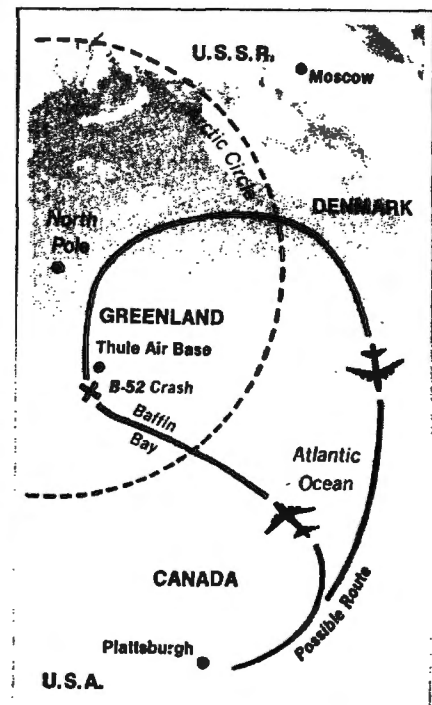 U.S.S.R.
Moscow
Arctic Circle
DENMARK
North
Pole
GREENLAND
Thule Air Base
B-52 Crash
Baffin
Bay
Atlantic
Ocean
CANADA
Possible Route
Plattsburgh
U.S.A.